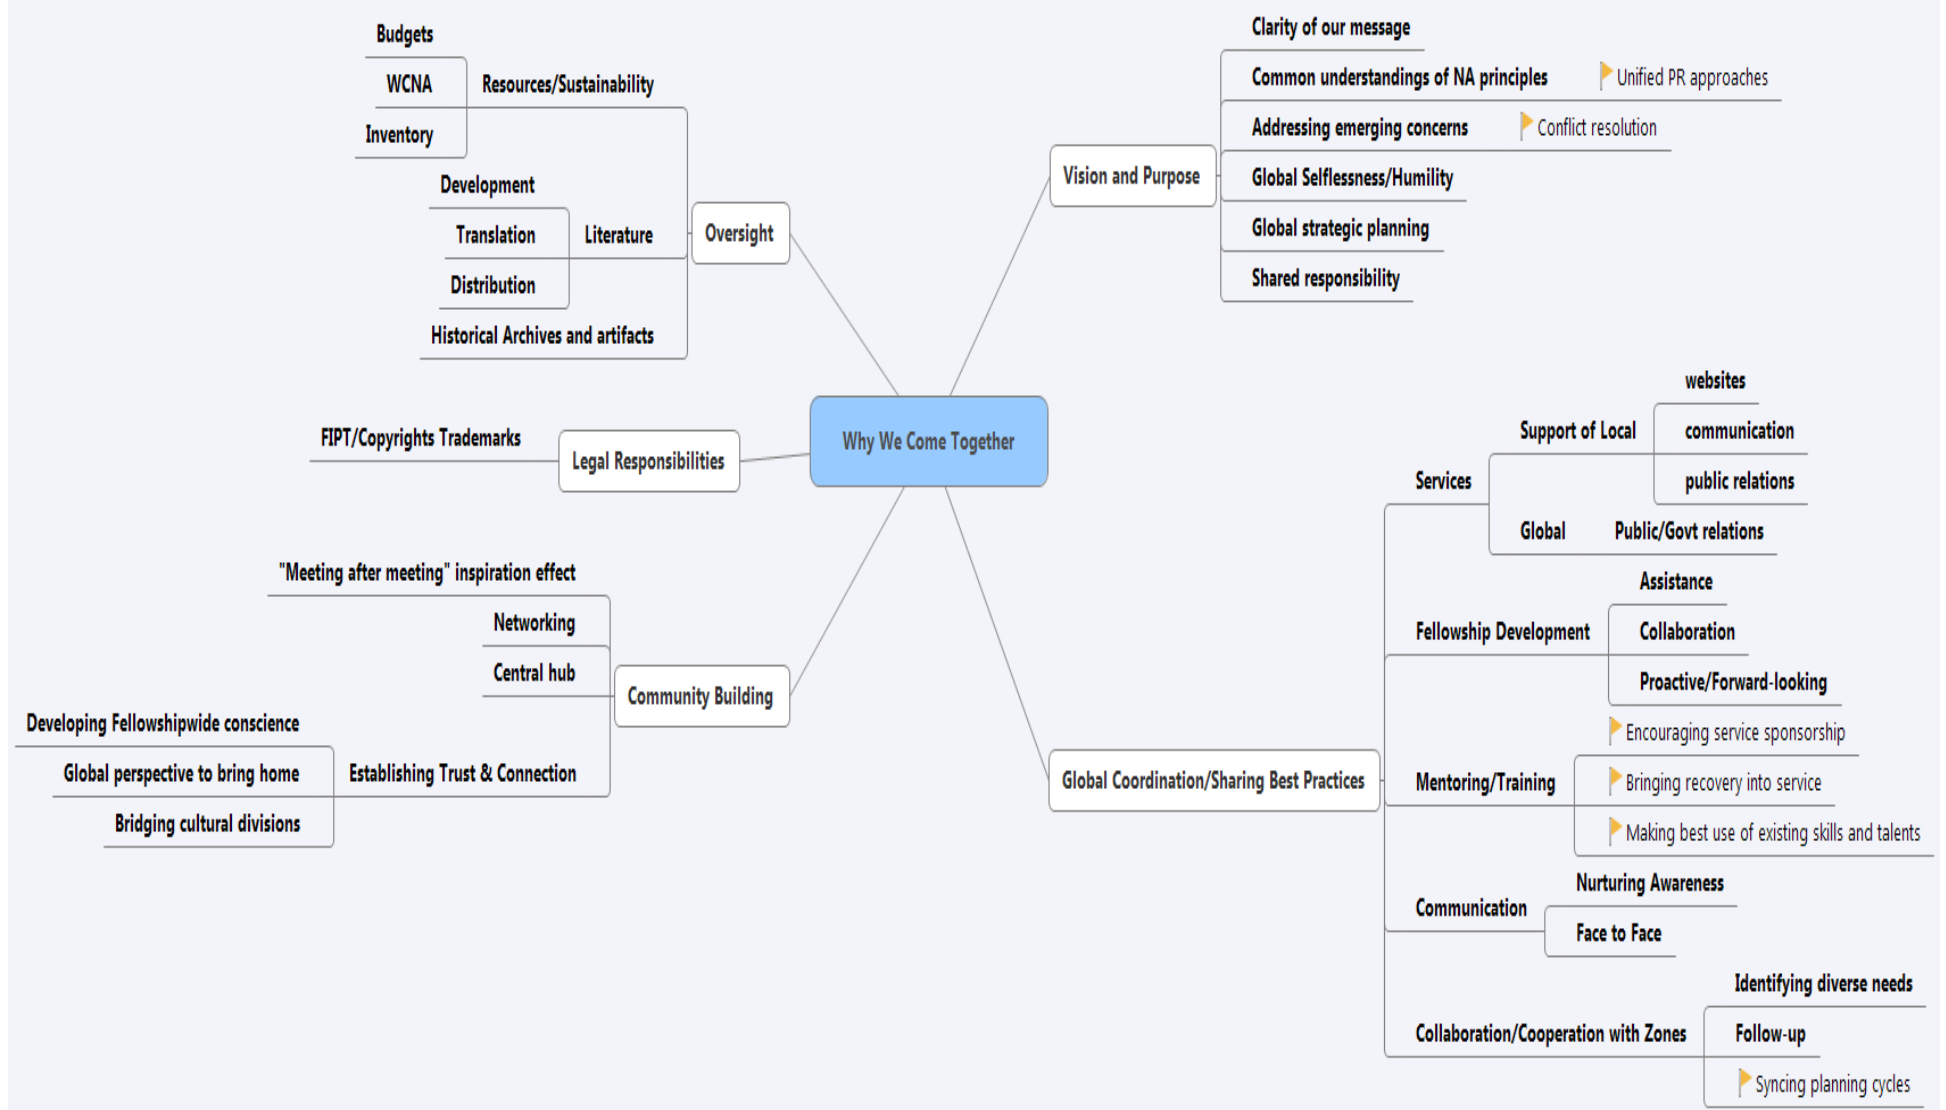 Why We Come Together
Vision and Purpose
Clarity of our message
Common understandings of NA principles
Unified PR approaches
Addressing emerging concerns
Conflict resolution
Global Selflessness/Humility
Global strategic planning
Shared responsibility
Global Coordination/Sharing Best Practices
Services
Support of Local
websites
communication
public relations
Global
Public/Govt relations
Fellowship Development
Assistance
Collaboration
Proactive/Forward-looking
Mentoring/Training
Encouraging service sponsorship
Bringing recovery into service
Making best use of existing skills and talents
Communication
Nurturing Awareness
Face to Face
Collaboration/Cooperation with Zones
Identifying diverse needs
Follow-up
Syncing planning cycles
Oversight
Resources/Sustainability
Budgets
WCNA
Inventory
Literature
Development
Translation
Distribution
Historical Archives and artifacts
Legal Responsibilities
FIPT/Copyrights Trademarks
Community Building
"Meeting after meeting" inspiration effect
Networking
Central hub
Establishing Trust & Connection
Developing Fellowshipwide conscience
Global perspective to bring home
Bridging cultural divisions